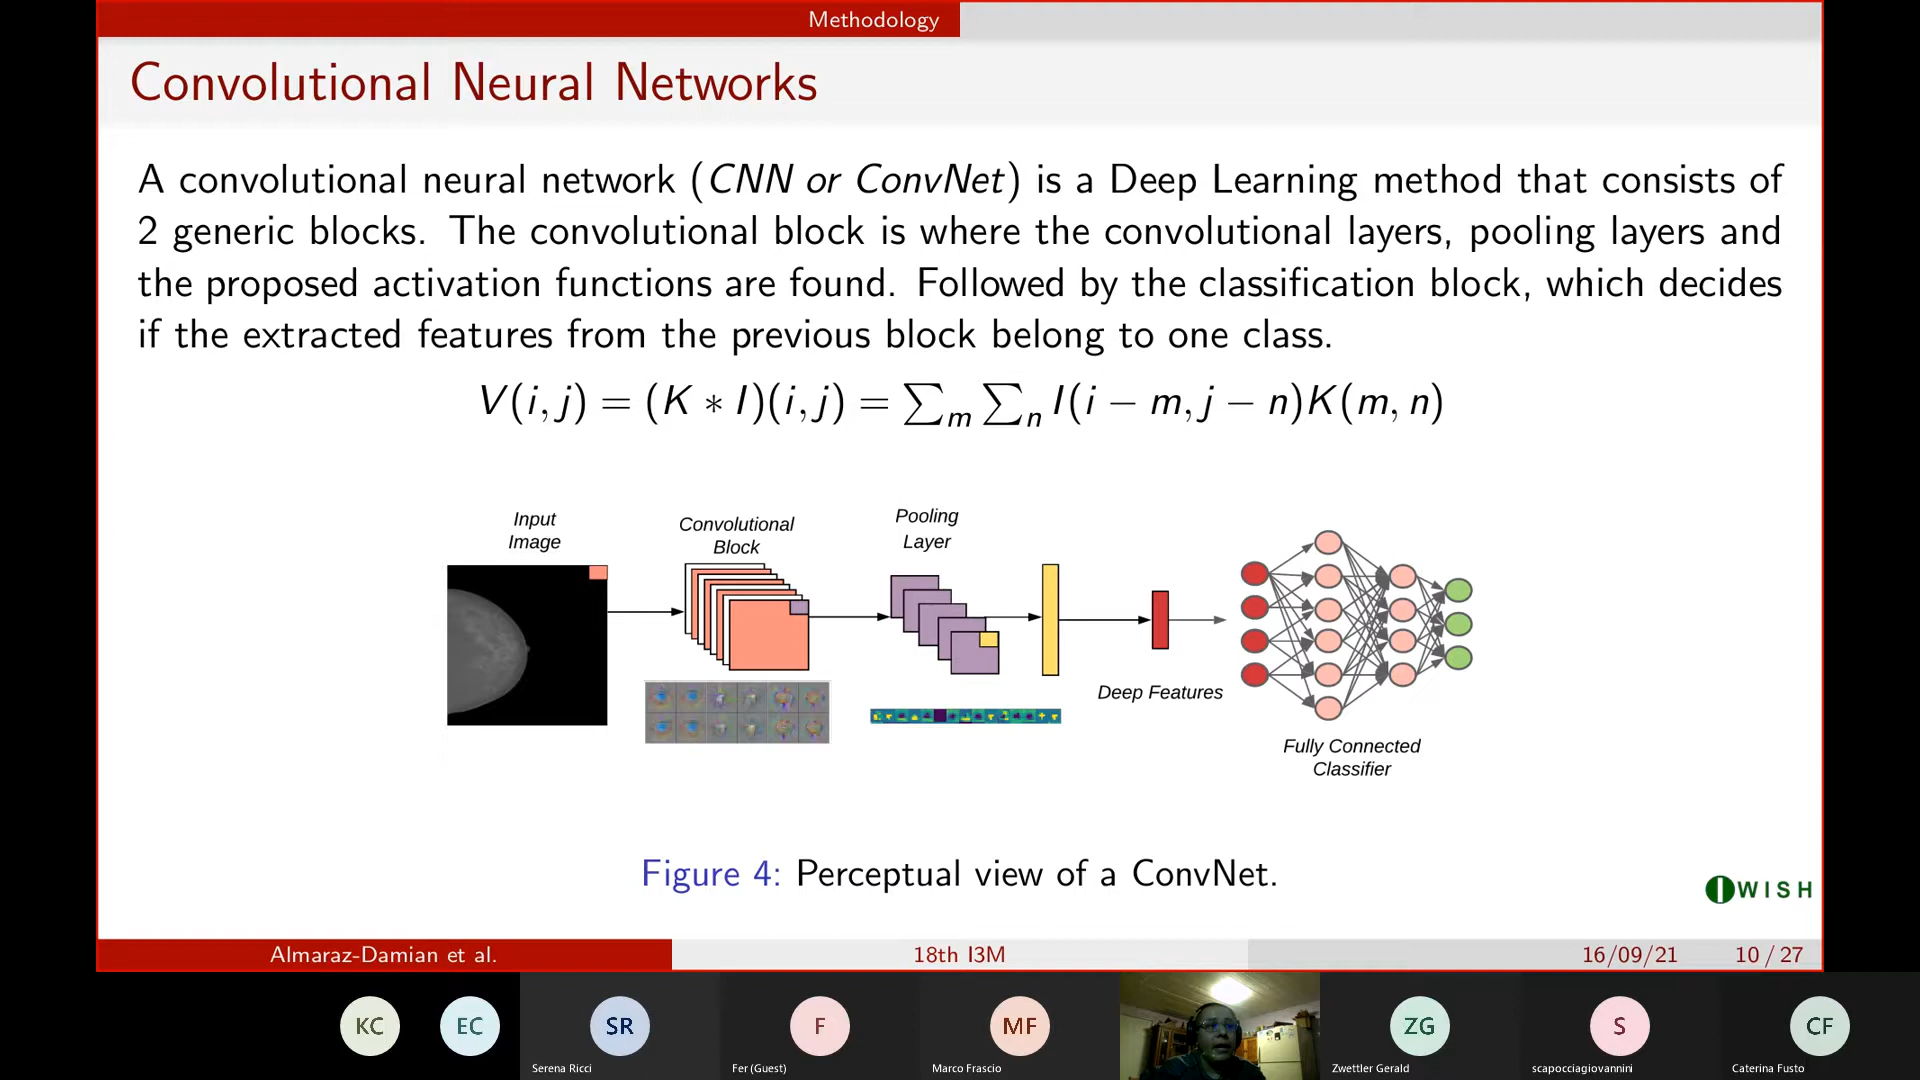 Methodology
Convolutional Neural Networks
A convolutional neural network (CNN or ConvNet) is a Deep Learning method that consists of
2 generic blocks. The convolutional block is where the convolutional layers, pooling layers and
the proposed activation functions are found. Followed by the classification block, which decides
if the extracted features from the previous block belong to one class.
V(i, j) = (K ∗ I)(i, j) = ∑m ∑n I(i − m, j − n)K(m, n)
Input
Image
Convolutional
Block
Pooling
Layer
Deep Features
Fully Connected
Classifier
Figure 4: Perceptual view of a ConvNet.
WISH
Almaraz-Damian et al.
18th I3M
16/09/21
10 / 27
KC
EC
SR
F
MF
ZG
S
CF
Serena Ricci
Fer (Guest)
Marco Frascio
Zwettler Gerald
scapocciagiovannini
Caterina Fusto